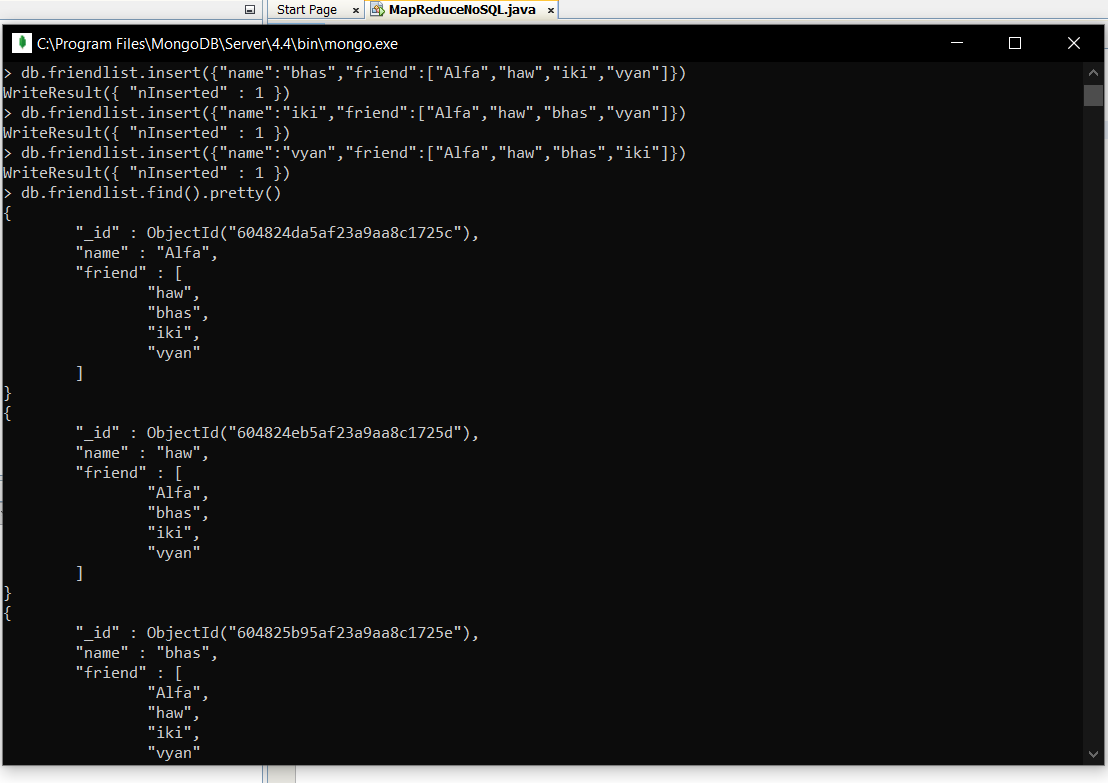 Start Page
MapReduceNoSQL.java
C:\Program Files\MongoDB\Server\4.4\bin\mongo.exe
> db.friendlist.insert({"name":"bhas","friend":["Alfa","haw","iki","vyan"]})
WriteResult({ "nInserted" : 1 })
> db.friendlist.insert({"name":"iki","friend":["Alfa","haw","bhas","vyan"]})
WriteResult({ "nInserted" : 1 })
> db.friendlist.insert({"name":"vyan","friend":["Alfa","haw","bhas","iki"]})
WriteResult({ "nInserted" : 1 })
> db.friendlist.find().pretty()
{
        "_id" : ObjectId("604824da5af23a9aa8c1725c"),
        "name" : "Alfa",
        "friend" : [
                "haw",
                "bhas",
                "iki",
                "vyan"
        ]
}
{
        "_id" : ObjectId("604824eb5af23a9aa8c1725d"),
        "name" : "haw",
        "friend" : [
                "Alfa",
                "bhas",
                "iki",
                "vyan"
        ]
}
{
        "_id" : ObjectId("604825b95af23a9aa8c1725e"),
        "name" : "bhas",
        "friend" : [
                "Alfa",
                "haw",
                "iki",
                "vyan"